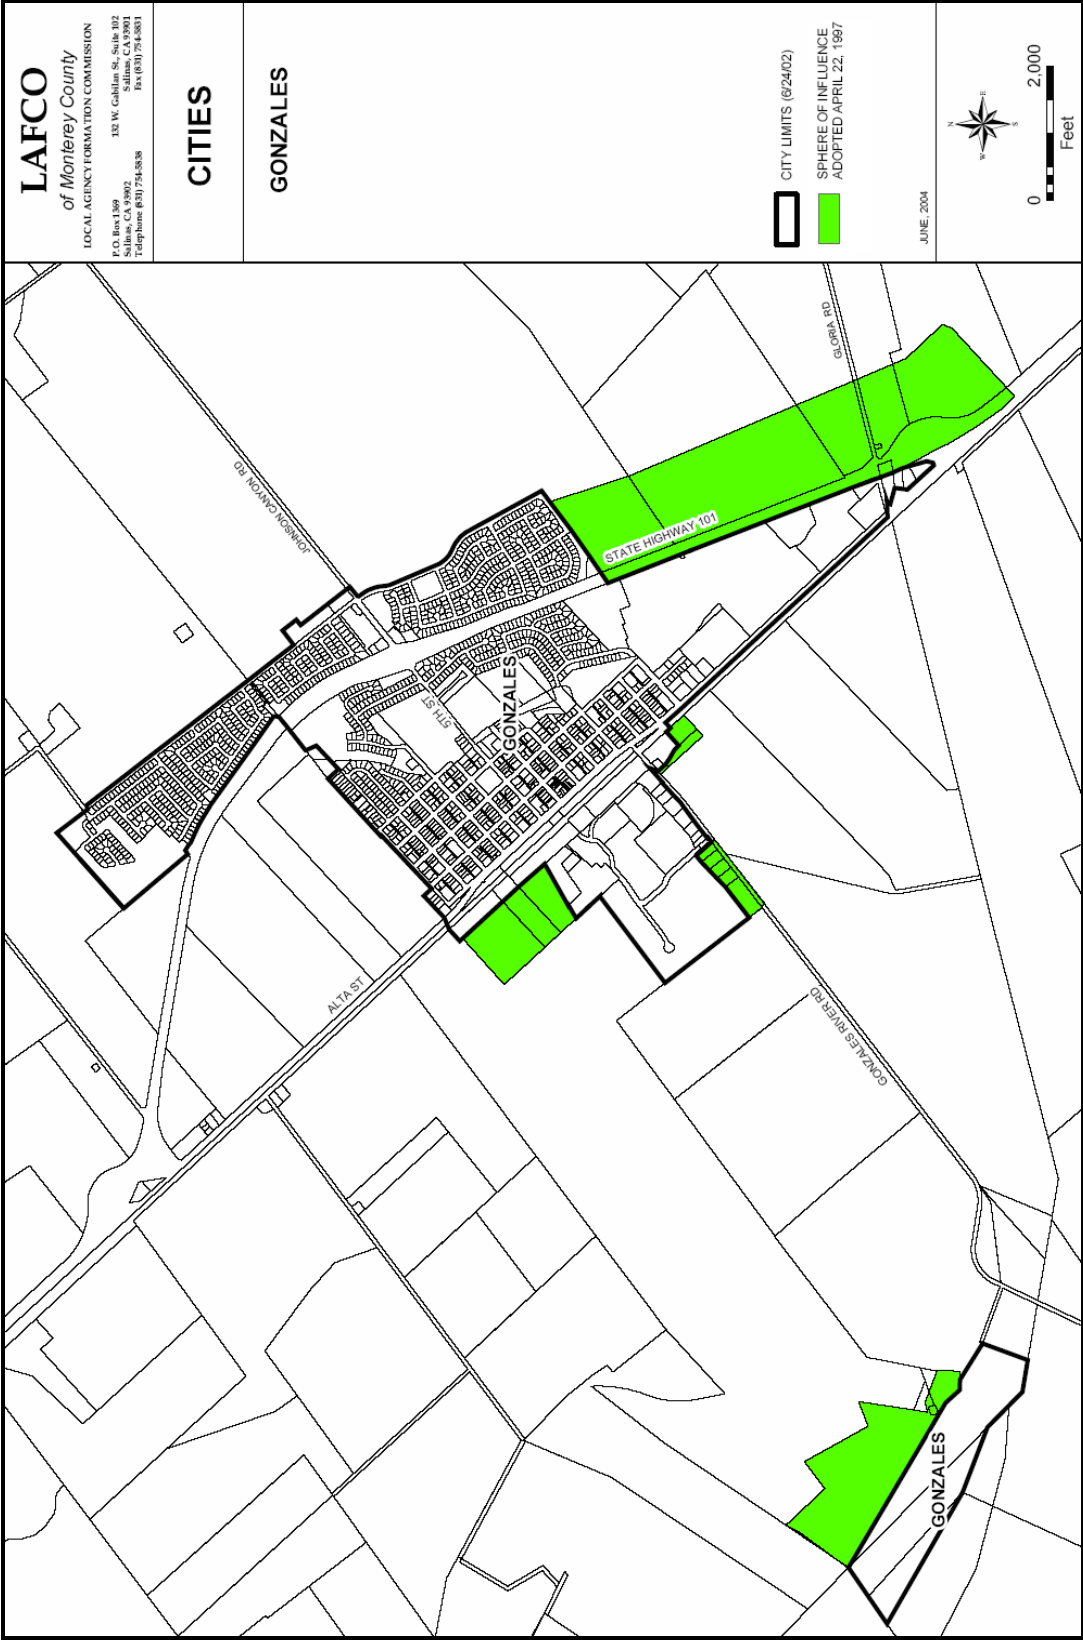 LAFCO
of Monterey County
LOCAL AGENCY FORMATION COMMISSION
P.O. Box 1369
Salinas, CA 93902
Telephone (831) 754-5838
132 W. Gabilan St., Suite 102
Salinas, CA 93901
Fax (831) 754-5831
CITIES
GONZALES
CITY LIMITS (6/24/02)
SPHERE OF INFLUENCE
ADOPTED APRIL 22, 1997
JUNE, 2004
N
W
E
S
0
2,000
Feet
JOHNSON CANYON RD
GLORIA RD
STATE HIGHWAY 101
5TH ST
GONZALES
ALTA ST
GONZALES RIVER RD
GONZALES